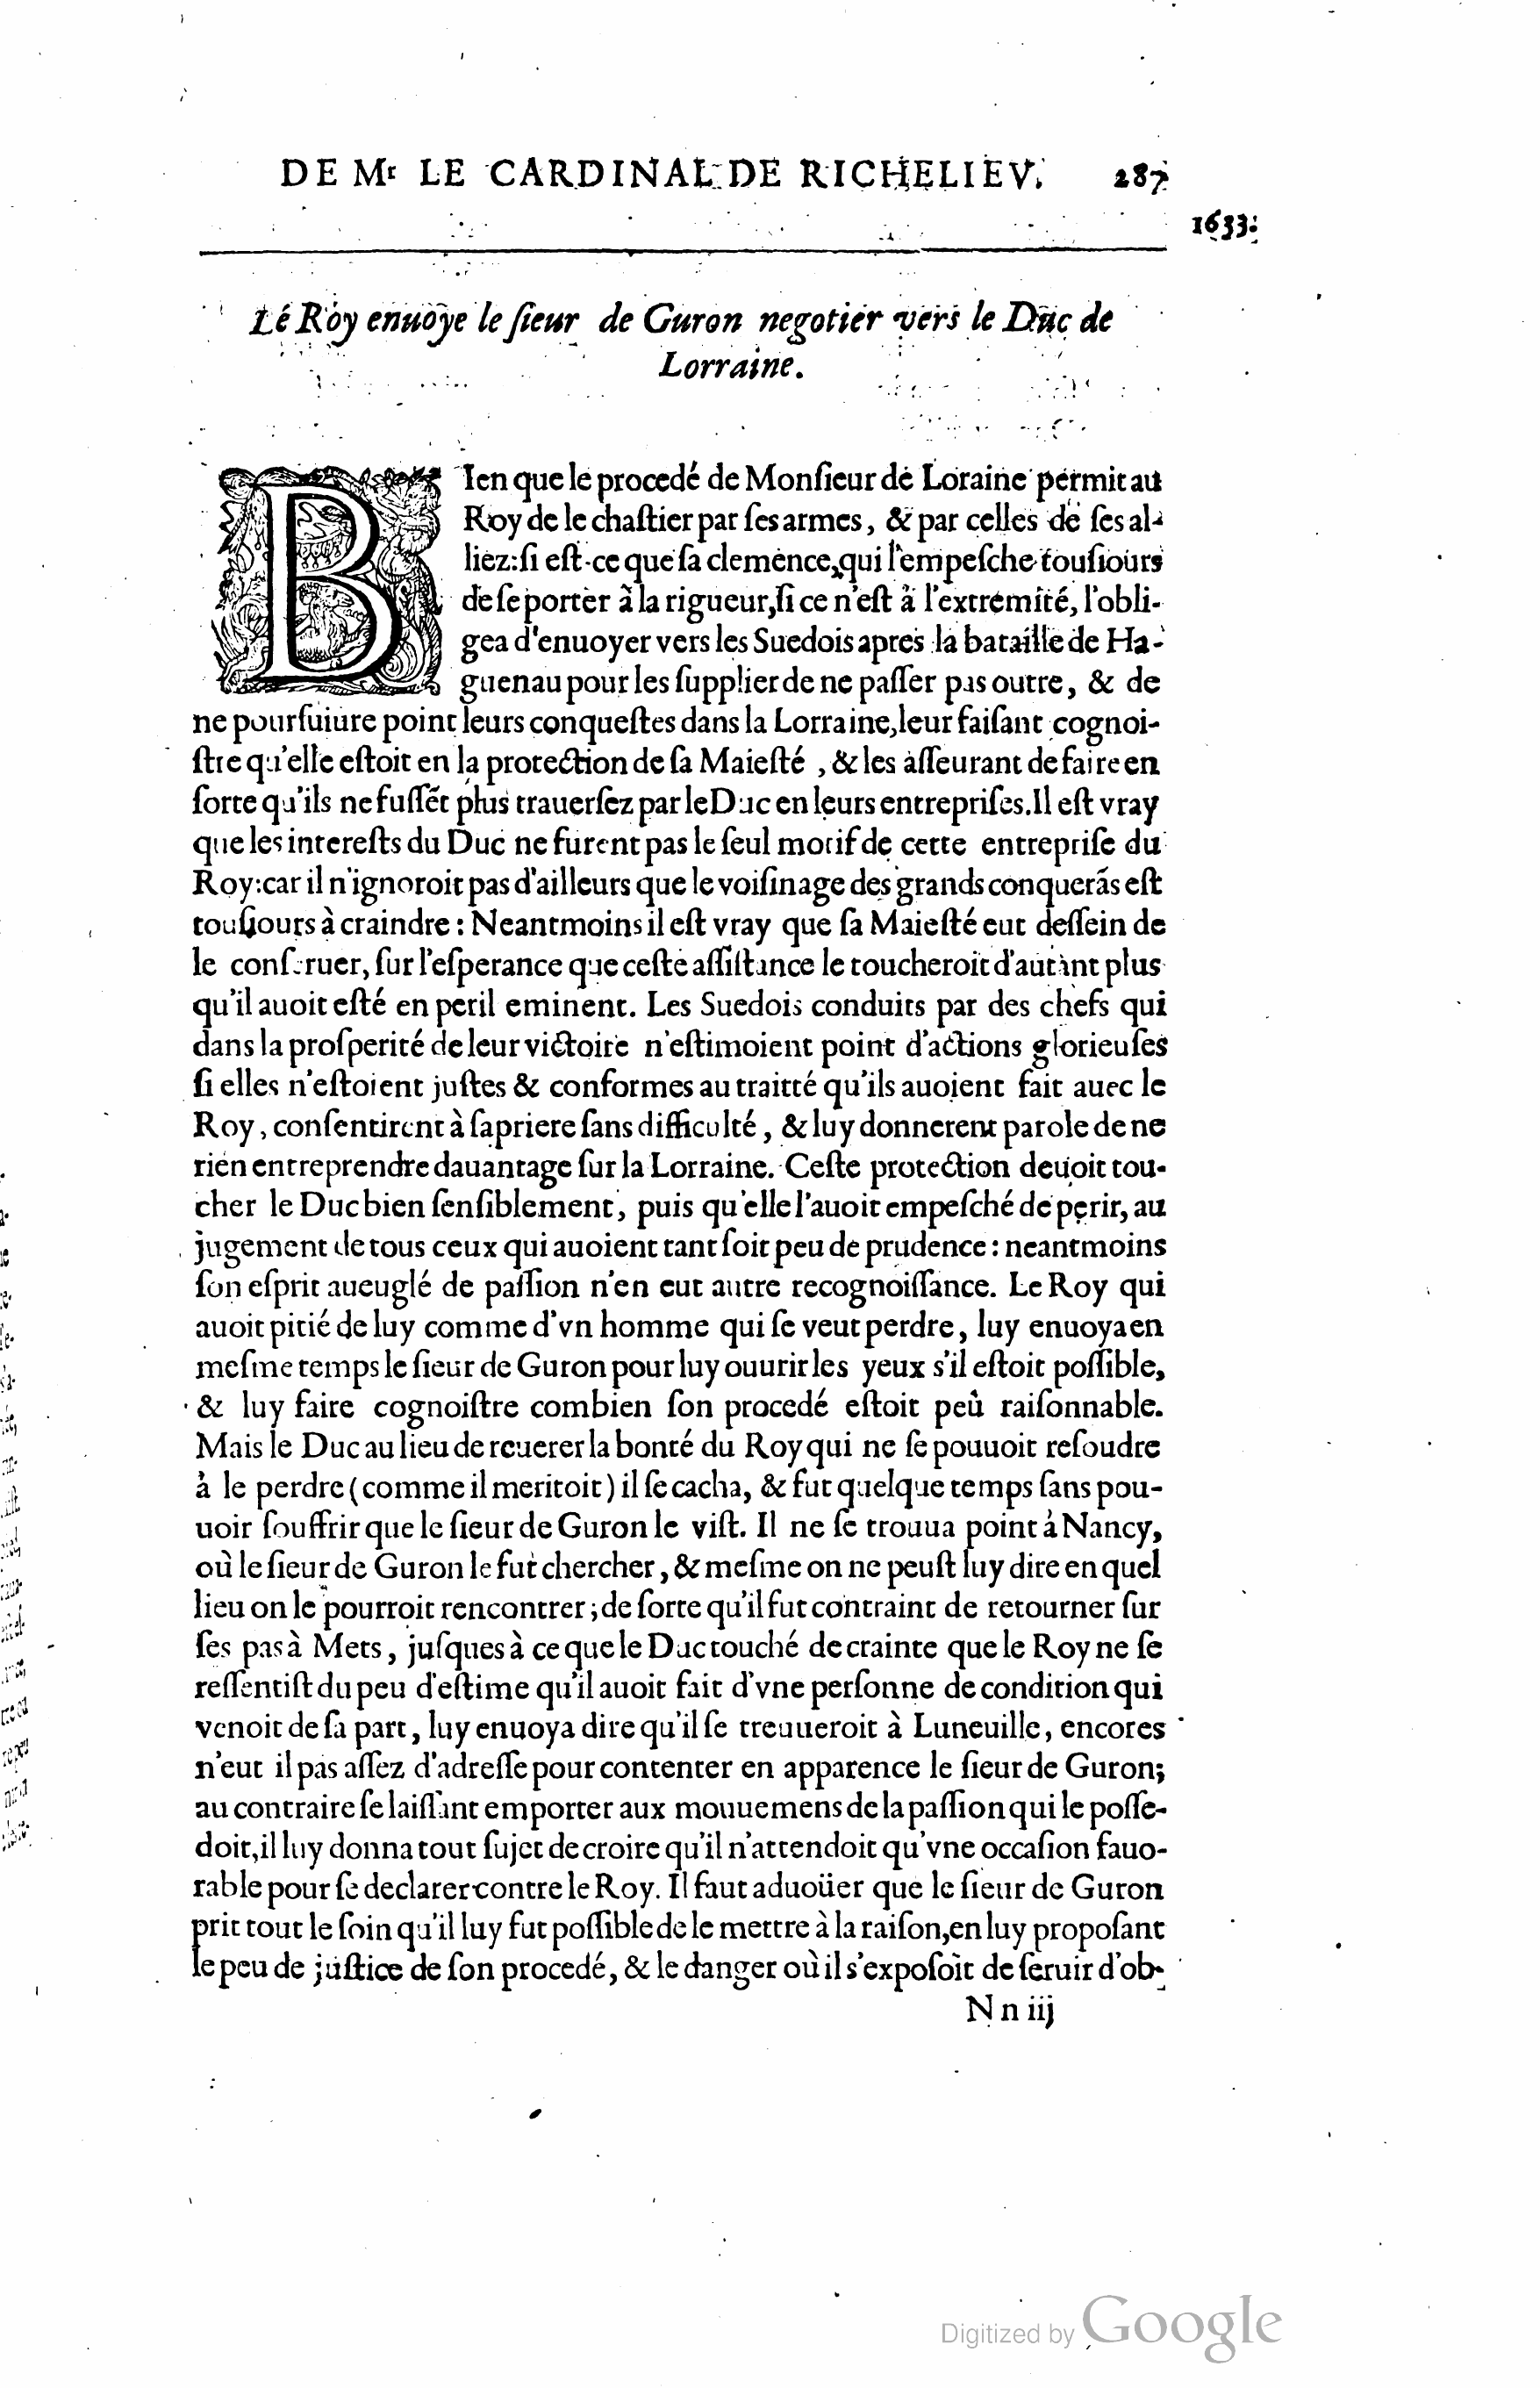 DE Mr LE CARDINAL DE RICHELIEV. 287
1633.
Le Roy enuoye le ſieur de Guron negotier vers le Duc de
Lorraine.
BIen que le procedé de Monſieur de Loraine permit au
Roy de le chaſtier par ſes armes, & par celles de ſes al-
liez: ſi eſt-ce que ſa clemence, qui l'empeſche touſiours
de ſe porter à la rigueur, ſi ce n'eſt à l'extremité, l'obli-
gea d'enuoyer vers les Suedois apres la bataille de Ha-
guenau pour les ſupplier de ne paſſer pas outre, & de
ne pourſuiure point leurs conqueſtes dans la Lorraine, leur faiſant cognoi-
ſtre qu'elle eſtoit en la protection de ſa Maieſté, & les aſſeurant de faire en
ſorte qu'ils ne fuſſẽt plus trauerſez par le Duc en leurs entrepriſes. Il eſt vray
que les intereſts du Duc ne furent pas le ſeul motif de cette entrepriſe du
Roy: car il n'ignoroit pas d'ailleurs que le voiſinage des grands conquerãs eſt
touſjours à craindre: Neantmoins il eſt vray que ſa Maieſté eut deſſein de
le conſeruer, ſur l'eſperance que ceſte aſſiſtance le toucheroit d'autant plus
qu'il auoit eſté en peril eminent. Les Suedois conduits par des chefs qui
dans la proſperité de leur victoire n'eſtimoient point d'actions glorieuſes
ſi elles n'eſtoient juſtes & conformes au traitté qu'ils auoient fait auec le
Roy, conſentirent à ſa priere ſans difficulté, & luy donnerent parole de ne
rien entreprendre dauantage ſur la Lorraine. Ceſte protection deuoit tou-
cher le Duc bien ſenſiblement, puis qu'elle l'auoit empeſché de perir, au
jugement de tous ceux qui auoient tant ſoit peu de prudence: neantmoins
ſon eſprit aueuglé de paſſion n'en eut autre recognoiſſance. Le Roy qui
auoit pitié de luy comme d'vn homme qui ſe veut perdre, luy enuoya en
meſme temps le ſieur de Guron pour luy ouurir les yeux s'il eſtoit poſſible,
& luy faire cognoiſtre combien ſon procedé eſtoit peû raiſonnable.
Mais le Duc au lieu de reuerer la bonté du Roy qui ne ſe pouuoit reſoudre
à le perdre (comme il meritoit) il ſe cacha, & fut quelque temps ſans pou-
uoir ſouffrir que le ſieur de Guron le viſt. Il ne ſe trouua point à Nancy,
où le ſieur de Guron le fut chercher, & meſme on ne peuſt luy dire en quel
lieu on le pourroit rencontrer; de ſorte qu'il fut contraint de retourner ſur
ſes pas à Mets, juſques à ce que le Duc touché de crainte que le Roy ne ſe
reſſentiſt du peu d'eſtime qu'il auoit fait d'vne perſonne de condition qui
venoit de ſa part, luy enuoya dire qu'il ſe treuueroit à Luneuille, encores
n'eut il pas aſſez d'adreſſe pour contenter en apparence le ſieur de Guron;
au contraire ſe laiſſant emporter aux mouuemens de la paſſion qui le poſſe-
doit, il luy donna tout ſujet de croire qu'il n'attendoit qu'vne occaſion fauo-
rable pour ſe declarer contre le Roy. Il faut aduoüer que le ſieur de Guron
prit tout le ſoin qu'il luy fut poſſible de le mettre à la raiſon, en luy propoſant
le peu de juſtice de ſon procedé, & le danger où il s'expoſoit de ſeruir d'ob-
N n iij
Digitized by Google